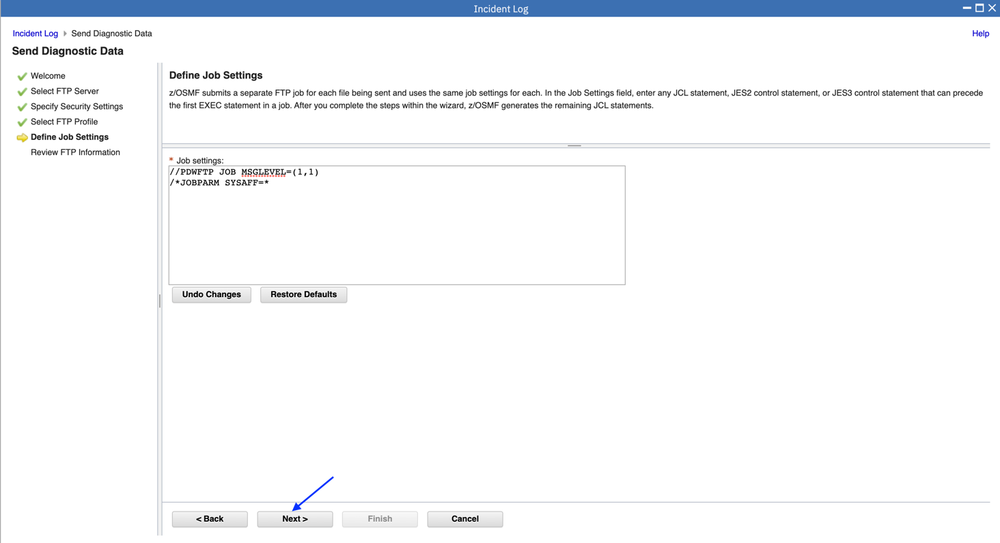 Incident Log
Incident Log Send Diagnostic Data
Help
Send Diagnostic Data
Welcome
Select FTP Server
Specify Security Settings
Select FTP Profile
Define Job Settings
Review FTP Information
Define Job Settings
z/OSMF submits a separate FTP job for each file being sent and uses the same job settings for each. In the Job Settings field, enter any JCL statement, JES2 control statement, or JES3 control statement that can precede
the first EXEC statement in a job. After you complete the steps within the wizard, z/OSMF generates the remaining JCL statements.
* Job settings:
//PDWFTP JOB MSGLEVEL=(1,1)
/*JOBPARM SYSAFF=*
Undo Changes Restore Defaults
< Back Next > Finish Cancel